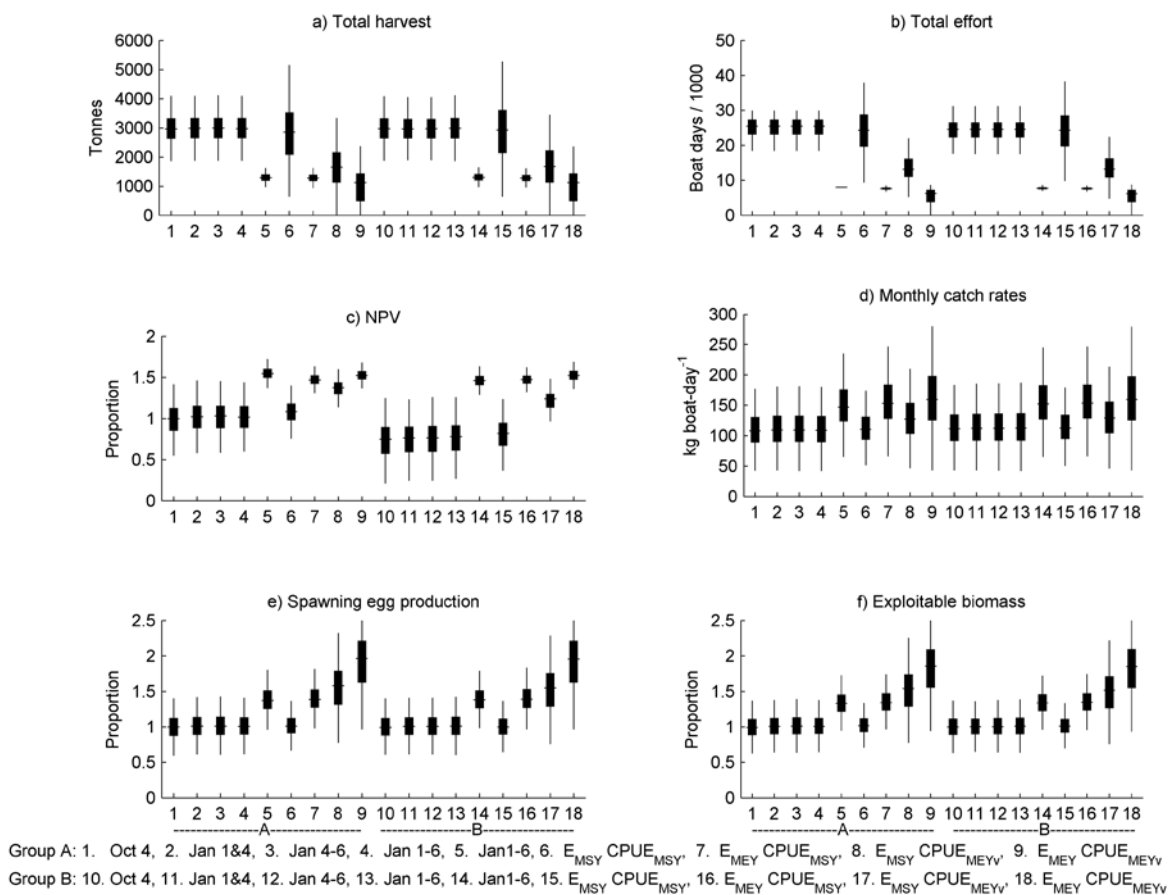 a) Total harvest
Tonnes
6000
5000
4000
3000
2000
1000
0
1 2 3 4 5 6 7 8 9 10 11 12 13 14 15 16 17 18
b) Total effort
Boat days / 1000
50
40
30
20
10
0
1 2 3 4 5 6 7 8 9 10 11 12 13 14 15 16 17 18
c) NPV
Proportion
2
1.5
1
0.5
0
1 2 3 4 5 6 7 8 9 10 11 12 13 14 15 16 17 18
d) Monthly catch rates
kg boat-day-1
300
250
200
150
100
50
0
1 2 3 4 5 6 7 8 9 10 11 12 13 14 15 16 17 18
e) Spawning egg production
Proportion
2.5
2
1.5
1
0.5
0
1 2 3 4 5 6 7 8 9 10 11 12 13 14 15 16 17 18
-----------------A----------------- -----------------B-----------------
f) Exploitable biomass
Proportion
2.5
2
1.5
1
0.5
0
1 2 3 4 5 6 7 8 9 10 11 12 13 14 15 16 17 18
-----------------A----------------- -----------------B-----------------
Group A: 1. Oct 4, 2. Jan 1&4, 3. Jan 4-6, 4. Jan 1-6, 5. Jan1-6, 6. EMSY CPUEMSY, 7. EMEY CPUEMSY, 8. EMSY CPUEMEYv, 9. EMEY CPUEMEYv
Group B: 10. Oct 4, 11. Jan 1&4, 12. Jan 4-6, 13. Jan 1-6, 14. Jan1-6, 15. EMSY CPUEMSY, 16. EMEY CPUEMSY, 17. EMSY CPUEMEYv, 18. EMEY CPUEMEYv